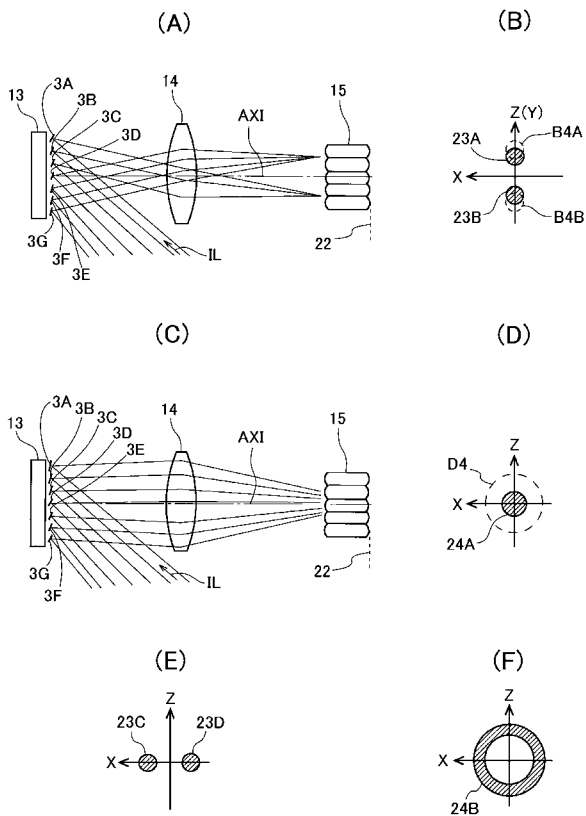 (A)
3A
3B
3C
3D
13
14
AXI
15
3G
3F
3E
IL
22
(B)
Z(Y)
23A
B4A
X
23B
B4B
(C)
3A
3B
3C
3D
3E
13
14
AXI
15
3G
3F
IL
22
(D)
Z
D4
X
24A
(E)
Z
23C
23D
X
(F)
Z
X
24B